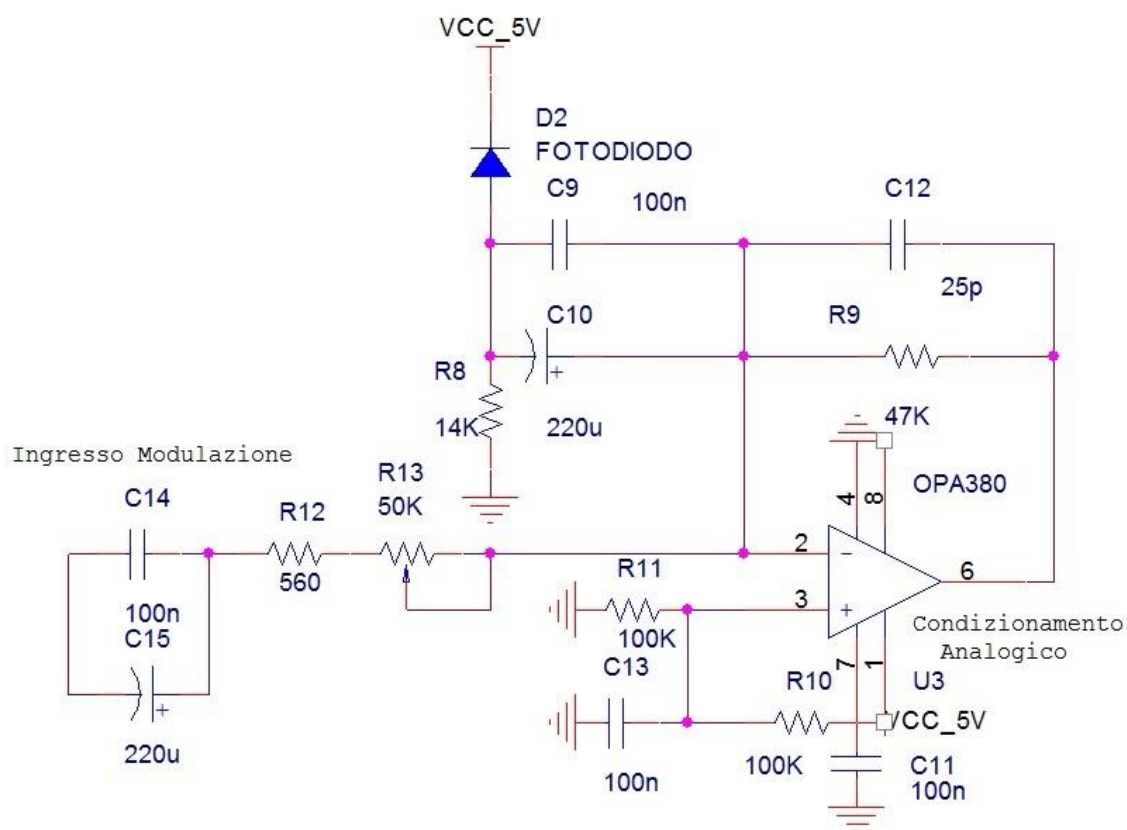 VCC_5V
D2
FOTODIODO
C9
100n
C12
25p
C10
R9
R8
14K
220u
47K
Ingresso Modulazione
R13
50K
C14
R12
OPA380
4
8
2
-
560
100n
C15
R11
6
3
+
100K
Condizionamento
Analogico
C13
7
1
R10
U3
+
VCC_5V
220u
100n
100K
C11
100n
+